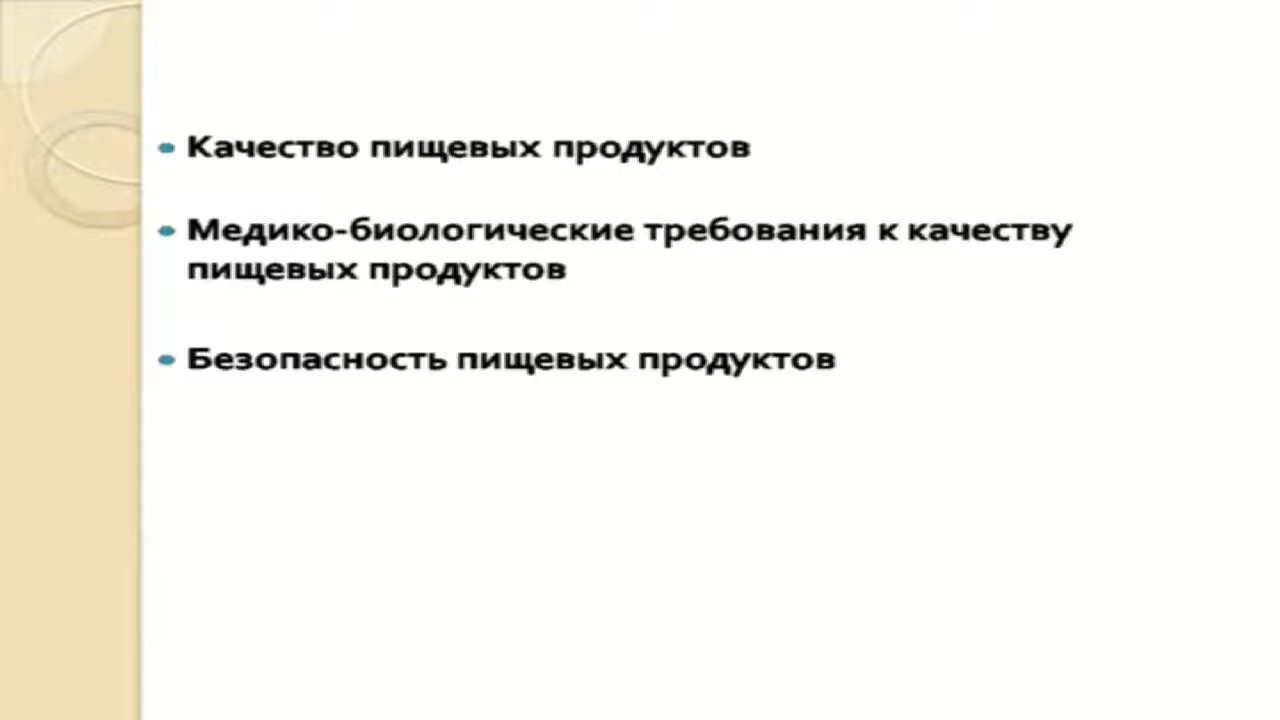 • Качество пищевых продуктов
• Медико-биологические требования к качеству
пищевых продуктов
• Безопасность пищевых продуктов